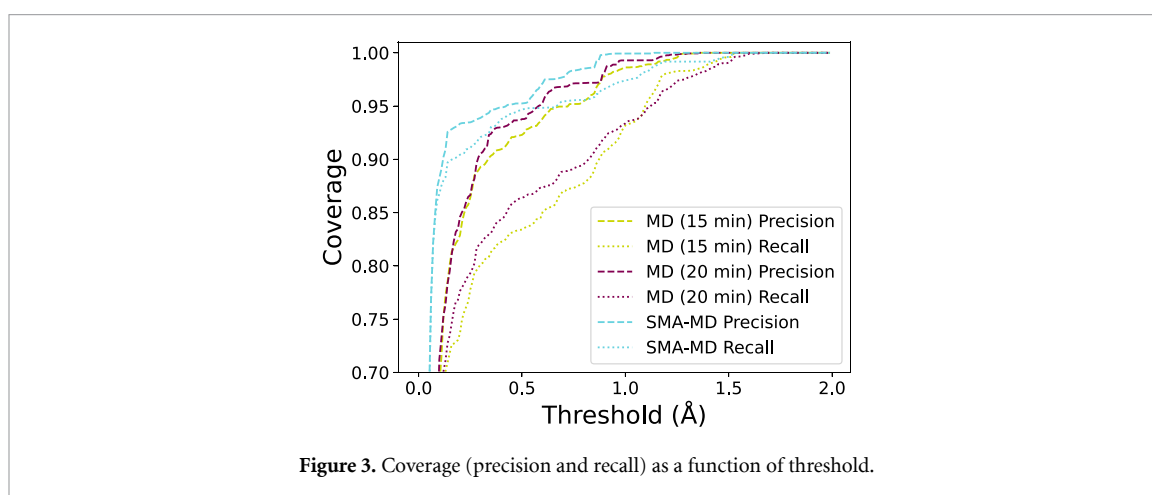 1.00
0.95
0.90
0.85
0.80
0.75
0.70
Coverage
MD (15 min) Precision
MD (15 min) Recall
MD (20 min) Precision
MD (20 min) Recall
SMA-MD Precision
SMA-MD Recall
0.0 0.5 1.0 1.5 2.0
Threshold (Å)
Figure 3. Coverage (precision and recall) as a function of threshold.